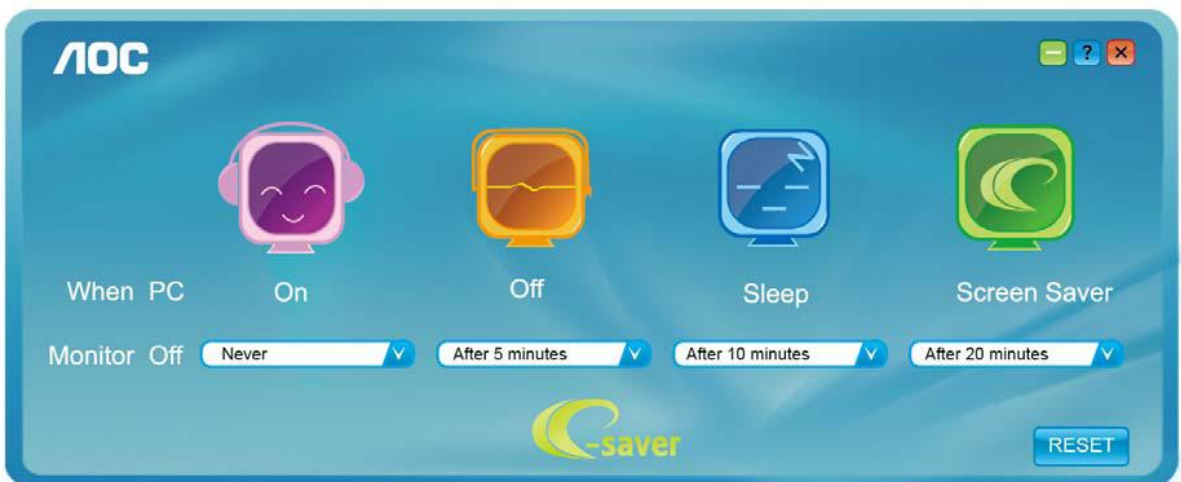 AOC
?
When PC On Off Sleep Screen Saver
Monitor Off Never After 5 minutes After 10 minutes After 20 minutes
e-saver
RESET